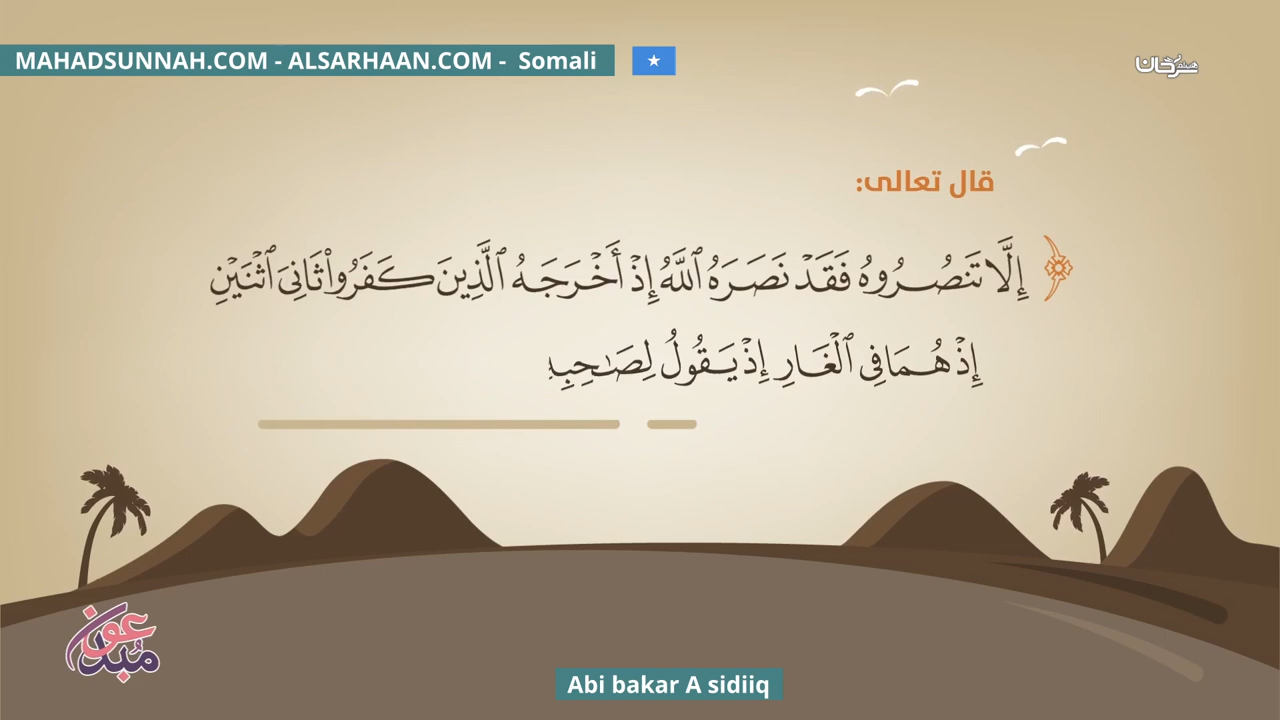 MAHADSUNNAH.COM - ALSARHAAN.COM - Somali
قال تعالى:
إِلَّا تَنصُرُوهُ فَقَدْ نَصَرَهُ ٱللَّهُ إِذْ أَخْرَجَهُ ٱلَّذِينَ كَفَرُوا۟ ثَانِىَ ٱثْنَيْنِ
إِذْ هُمَا فِى ٱلْغَارِ إِذْ يَقُولُ لِصَـٰحِبِهِ
مبدعون
Abi bakar A sidiiq